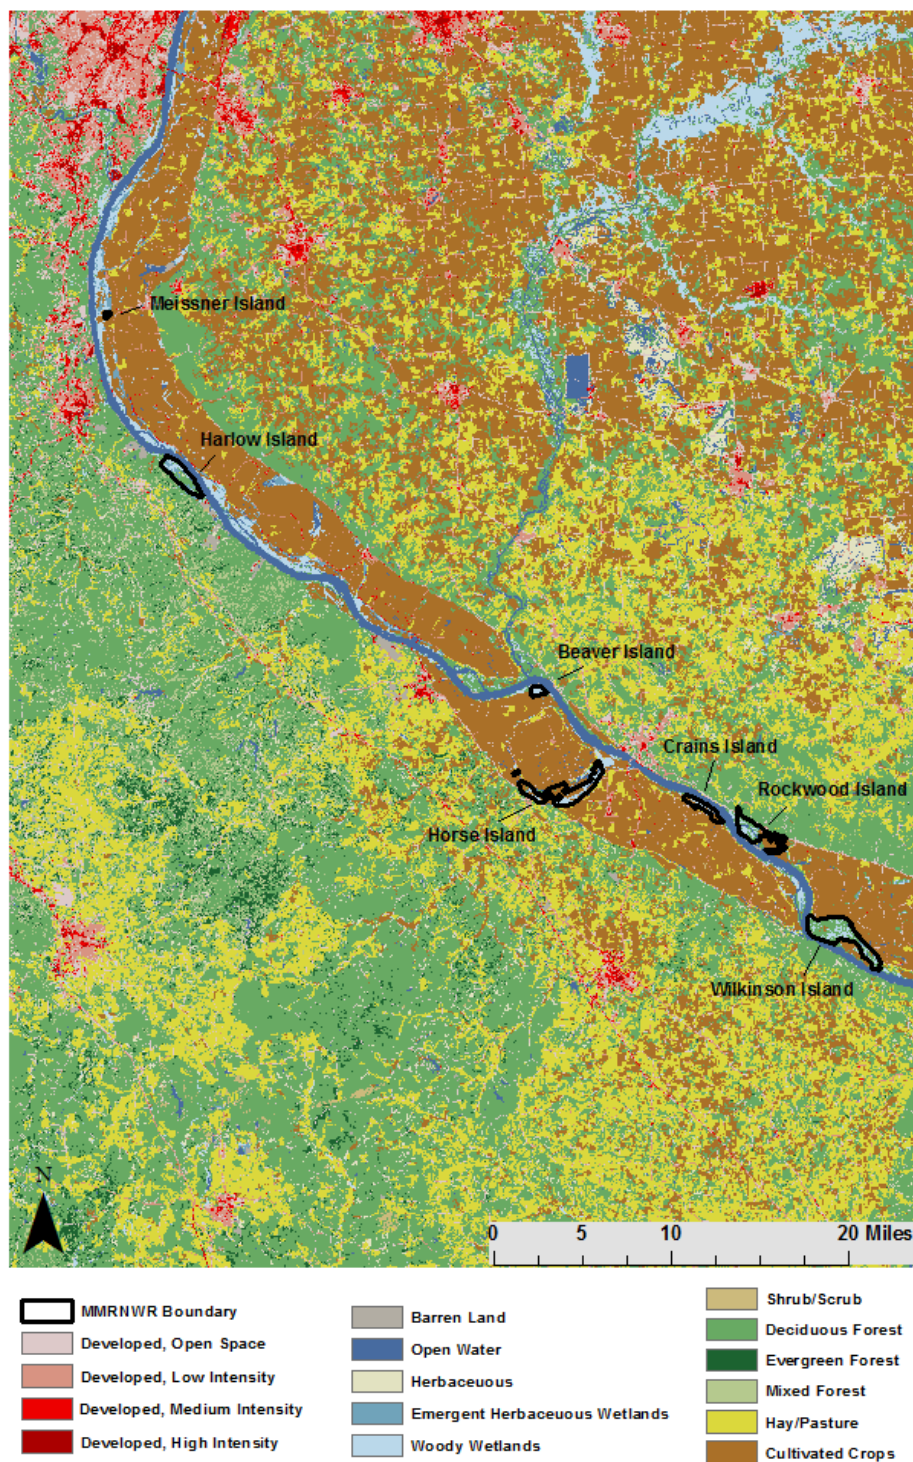 Meissner Island
Harlow Island
Beaver Island
Crains Island
Rockwood Island
Horse Island
Wilkinson Island
N
0 5 10 20 Miles
MMRNWR Boundary
Developed, Open Space
Developed, Low Intensity
Developed, Medium Intensity
Developed, High Intensity
Barren Land
Open Water
Herbaceuous
Emergent Herbaceuous Wetlands
Woody Wetlands
Shrub/Scrub
Deciduous Forest
Evergreen Forest
Mixed Forest
Hay/Pasture
Cultivated Crops